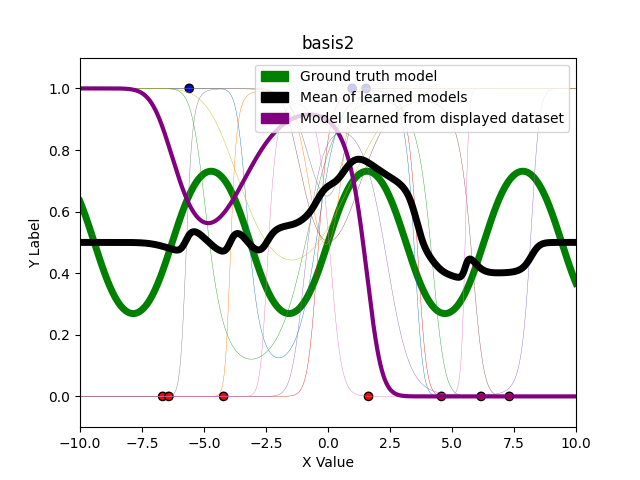 basis2
Ground truth model
Mean of learned models
Model learned from displayed dataset
Y Label
1.0
0.8
0.6
0.4
0.2
0.0
−10.0 −7.5 −5.0 −2.5 0.0 2.5 5.0 7.5 10.0
X Value